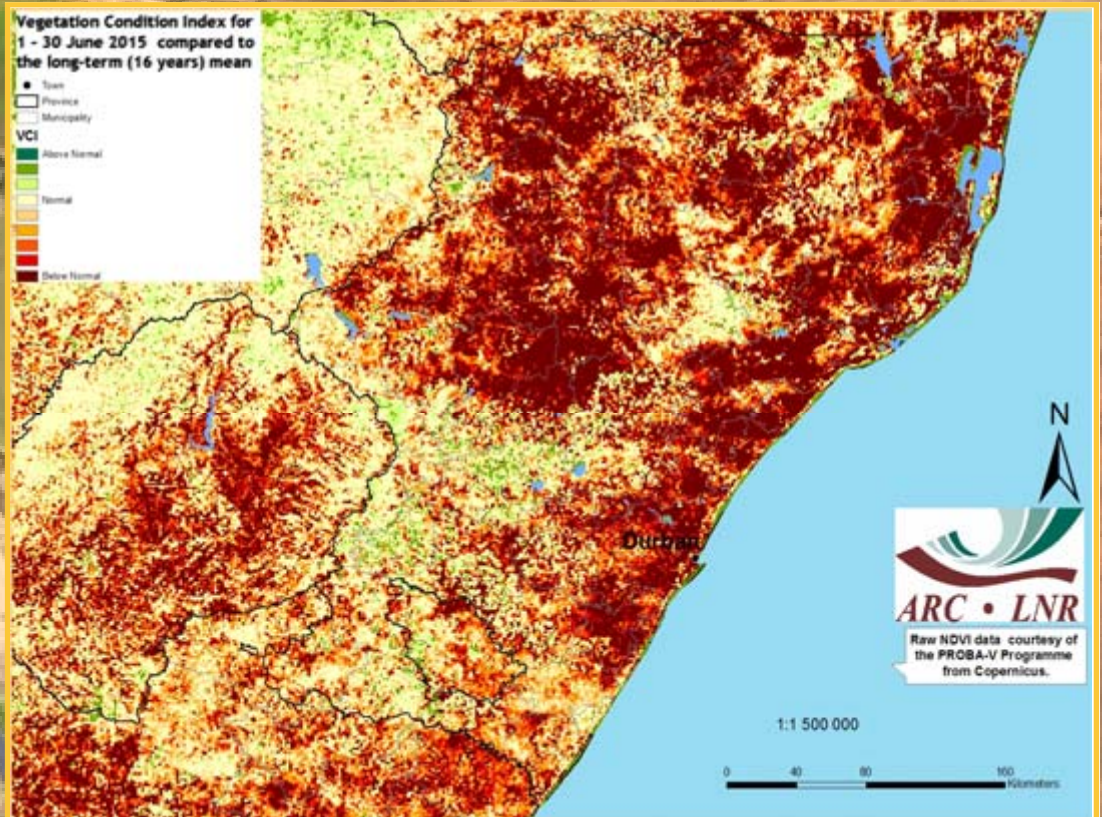 Vegetation Condition Index for
1 - 30 June 2015 compared to
the long-term (16 years) mean
Town
Province
Municipality
VCI
Above Normal
Normal
Below Normal
Durban
N
ARC • LNR
Raw NDVI data courtesy of
the PROBA-V Programme
from Copernicus.
1:1 500 000
0 40 80 160
Kilometers